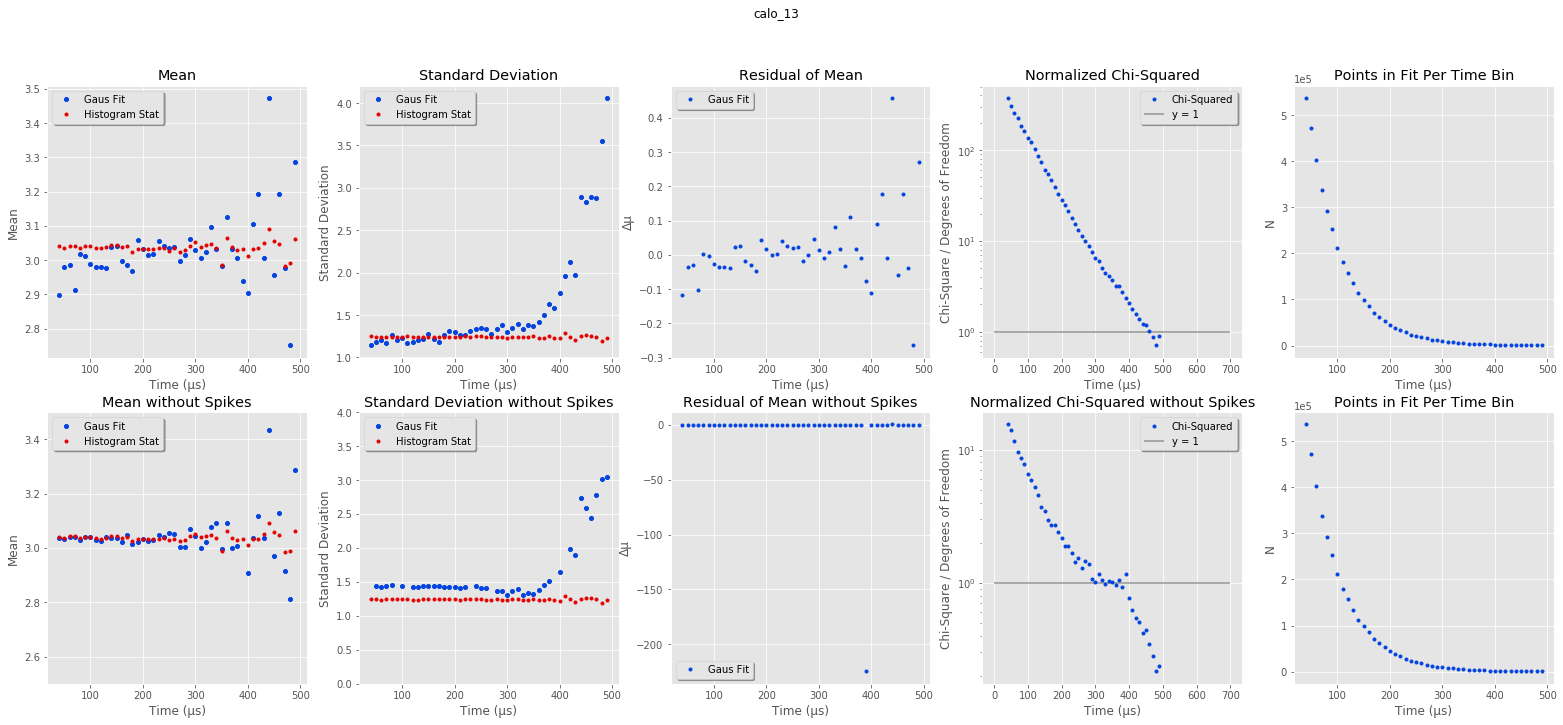 calo_13
Mean
Standard Deviation
Residual of Mean
Normalized Chi-Squared
Points in Fit Per Time Bin
Gaus Fit
Histogram Stat
Mean
3.5
3.4
3.3
3.2
3.1
3.0
2.9
2.8
100 200 300 400 500
Time (µs)
Gaus Fit
Histogram Stat
Standard Deviation
4.0
3.5
3.0
2.5
2.0
1.5
1.0
100 200 300 400 500
Time (µs)
Gaus Fit
Δµ
0.4
0.3
0.2
0.1
0.0
−0.1
−0.2
−0.3
100 200 300 400 500
Time (µs)
Chi-Squared
y = 1
Chi-Square / Degrees of Freedom
10²
10¹
10⁰
0 100 200 300 400 500 600 700
Time (µs)
1e5
N
5
4
3
2
1
0
100 200 300 400 500
Time (µs)
Mean without Spikes
Standard Deviation without Spikes
Residual of Mean without Spikes
Normalized Chi-Squared without Spikes
Points in Fit Per Time Bin
Gaus Fit
Histogram Stat
Mean
3.4
3.2
3.0
2.8
2.6
100 200 300 400 500
Time (µs)
Gaus Fit
Histogram Stat
Standard Deviation
4.0
3.5
3.0
2.5
2.0
1.5
1.0
0.5
0.0
100 200 300 400 500
Time (µs)
Δµ
0
−50
−100
−150
−200
Gaus Fit
100 200 300 400 500
Time (µs)
Chi-Squared
y = 1
Chi-Square / Degrees of Freedom
10¹
10⁰
0 100 200 300 400 500 600 700
Time (µs)
1e5
N
5
4
3
2
1
0
100 200 300 400 500
Time (µs)